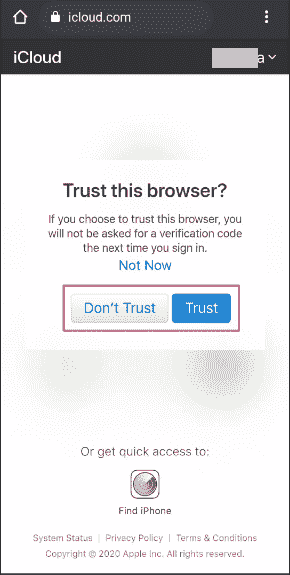 icloud.com
iCloud a
Trust this browser?
If you choose to trust this browser, you
will not be asked for a verification code
the next time you sign in.
Not Now
Don't Trust Trust
Or get quick access to:
Find iPhone
System Status | Privacy Policy | Terms & Conditions
Copyright © 2020 Apple Inc. All rights reserved.